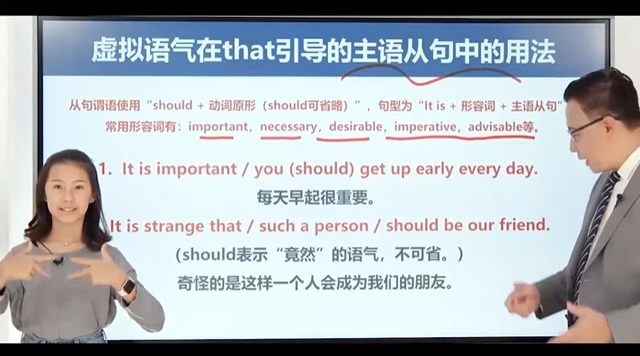 虚拟语气在that引导的主语从句中的用法
从句谓语使用“should + 动词原形（should可省略）”，句型为“It is + 形容词 + 主语从句”
常用形容词有：important，necessary，desirable，imperative，advisable等。
1. It is important / you (should) get up early every day.
每天早起很重要。
It is strange that / such a person / should be our friend.
（should表示“竟然”的语气，不可省。）
奇怪的是这样一个人会成为我们的朋友。